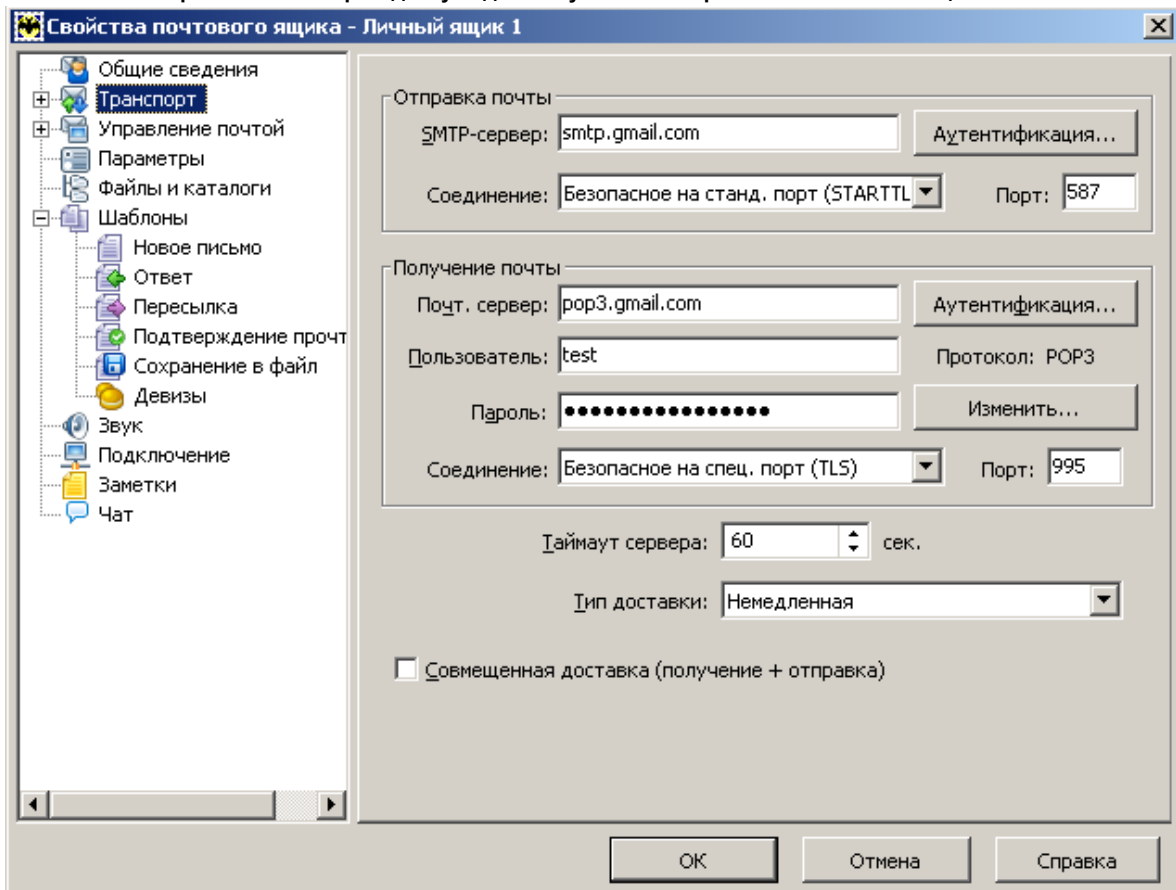 Свойства почтового ящика - Личный ящик 1
Общие сведения
Транспорт
Управление почтой
Параметры
Файлы и каталоги
Шаблоны
Новое письмо
Ответ
Пересылка
Подтверждение прочт
Сохранение в файл
Девизы
Звук
Подключение
Заметки
Чат
Отправка почты
SMTP-сервер: smtp.gmail.com Аутентификация...
Соединение: Безопасное на станд. порт (STARTTL Порт: 587
Получение почты
Почт. сервер: pop3.gmail.com Аутентификация...
Пользователь: test Протокол: POP3
Пароль: •••••••••••••••• Изменить...
Соединение: Безопасное на спец. порт (TLS) Порт: 995
Таймаут сервера: 60 сек.
Тип доставки: Немедленная
Совмещенная доставка (получение + отправка)
ОК Отмена Справка